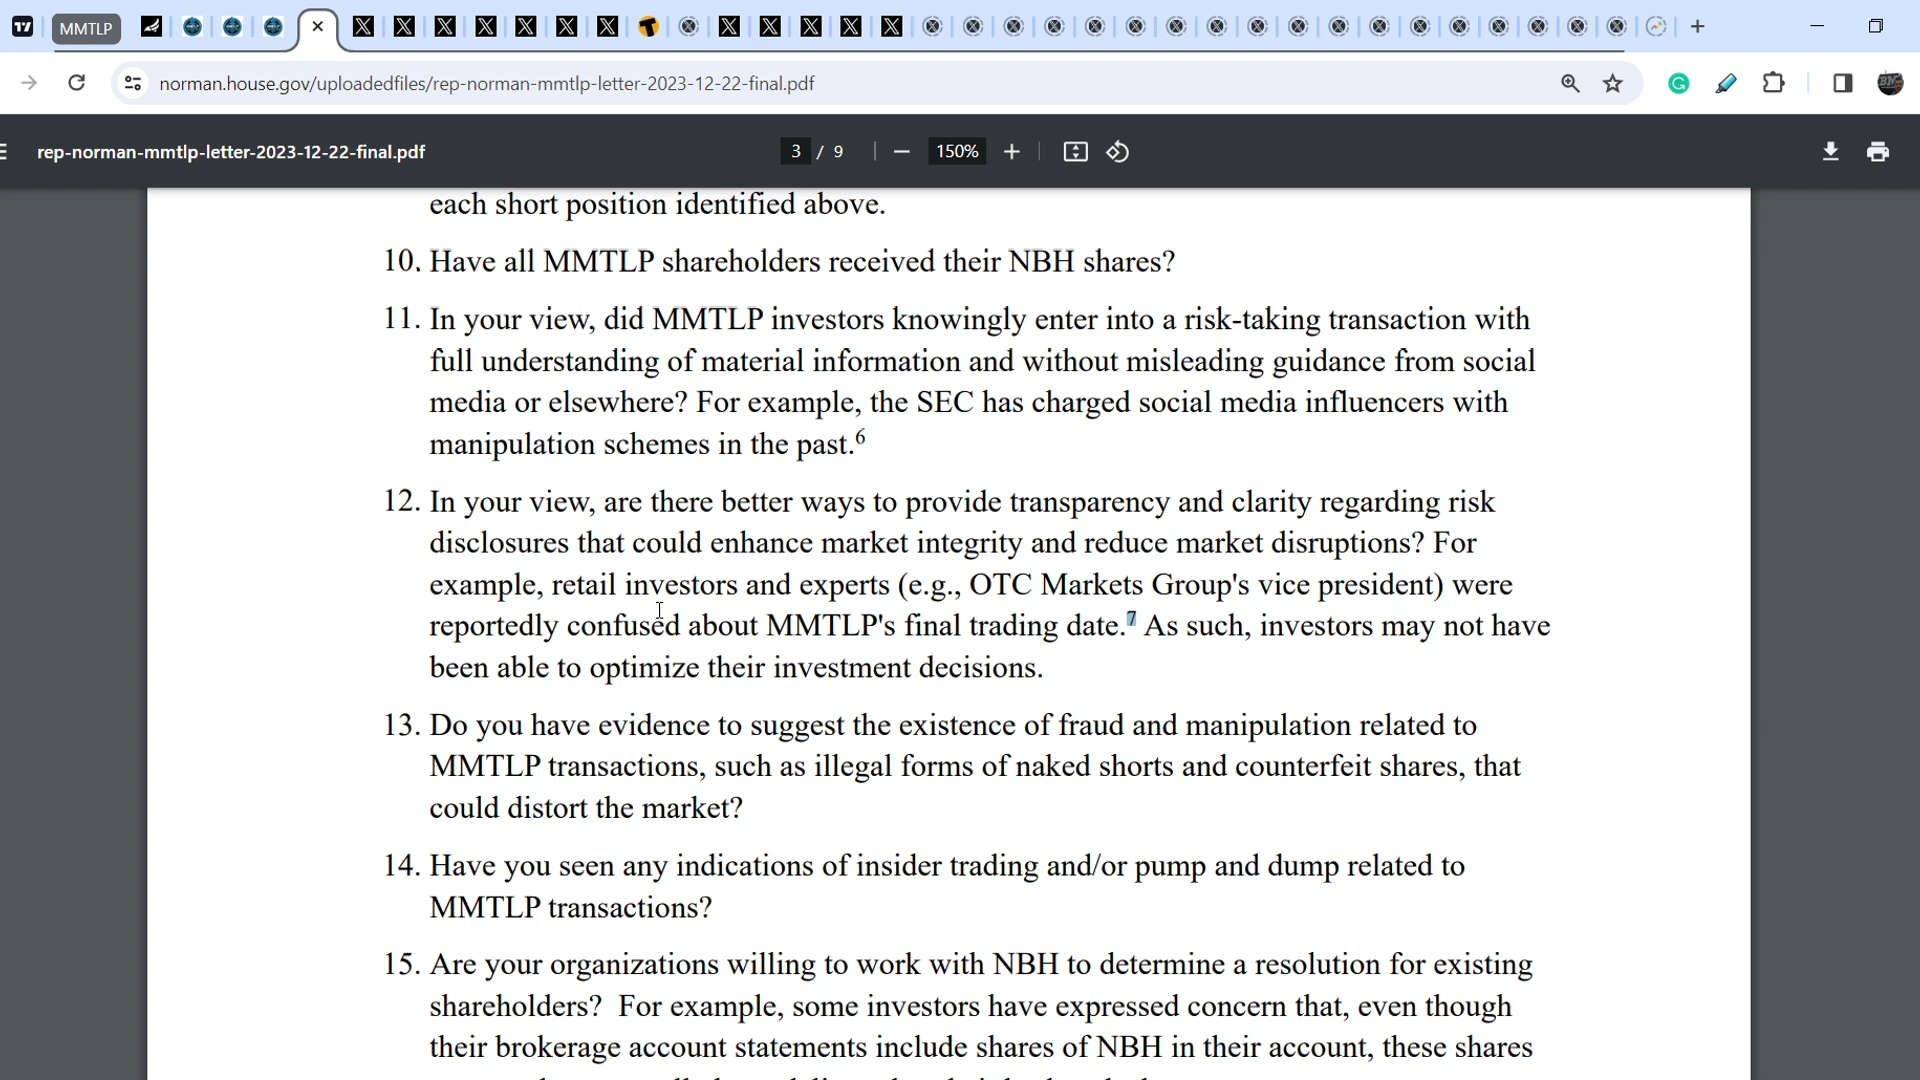 MMTLP
norman.house.gov/uploadedfiles/rep-norman-mmtlp-letter-2023-12-22-final.pdf
rep-norman-mmtlp-letter-2023-12-22-final.pdf
3 / 9
150%
each short position identified above.
10. Have all MMTLP shareholders received their NBH shares?
11. In your view, did MMTLP investors knowingly enter into a risk-taking transaction with
full understanding of material information and without misleading guidance from social
media or elsewhere? For example, the SEC has charged social media influencers with
manipulation schemes in the past.6
12. In your view, are there better ways to provide transparency and clarity regarding risk
disclosures that could enhance market integrity and reduce market disruptions? For
example, retail investors and experts (e.g., OTC Markets Group's vice president) were
reportedly confused about MMTLP's final trading date.7 As such, investors may not have
been able to optimize their investment decisions.
13. Do you have evidence to suggest the existence of fraud and manipulation related to
MMTLP transactions, such as illegal forms of naked shorts and counterfeit shares, that
could distort the market?
14. Have you seen any indications of insider trading and/or pump and dump related to
MMTLP transactions?
15. Are your organizations willing to work with NBH to determine a resolution for existing
shareholders? For example, some investors have expressed concern that, even though
their brokerage account statements include shares of NBH in their account, these shares